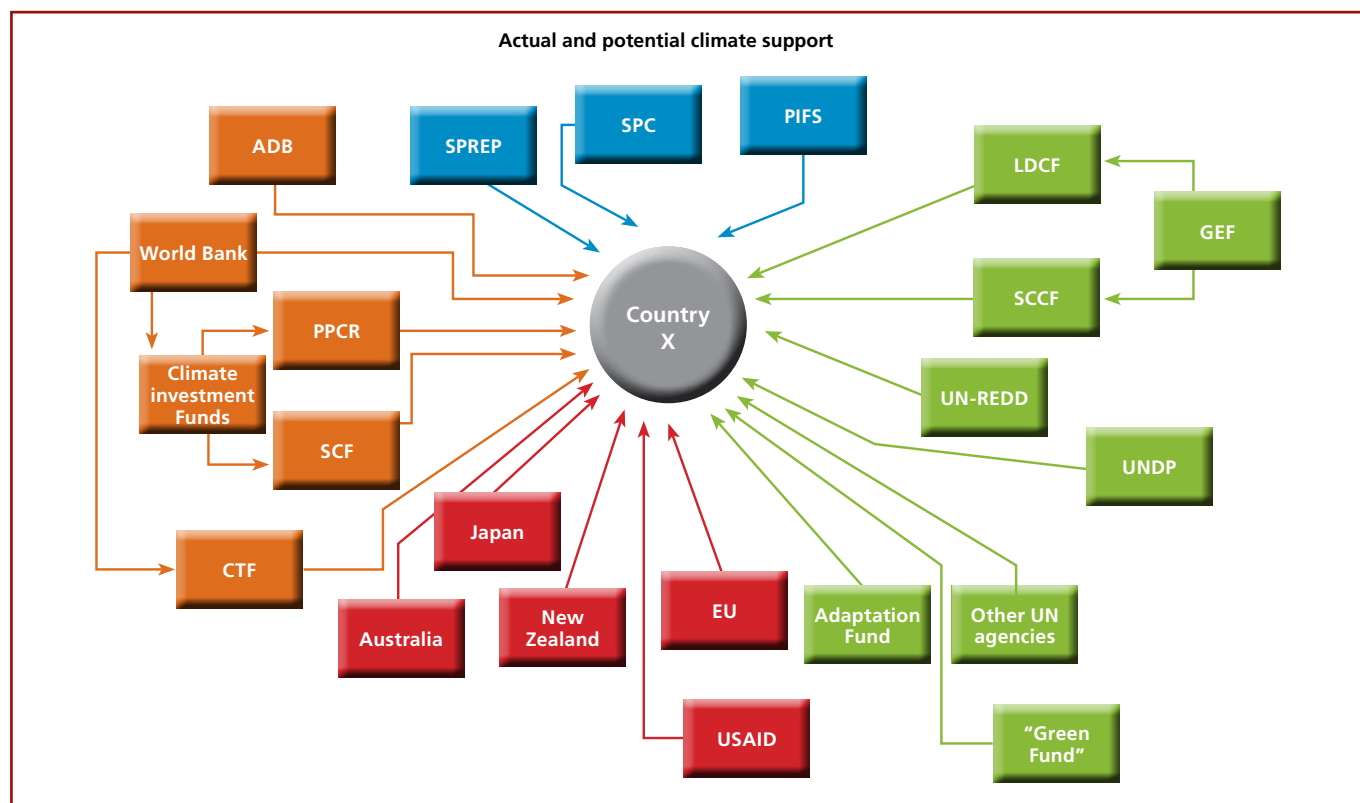 Actual and potential climate support
ADB
SPREP
SPC
PIFS
LDCF
GEF
World Bank
SCCF
Country
X
PPCR
Climate
investment
Funds
UN-REDD
SCF
UNDP
Japan
CTF
Australia
New
Zealand
EU
Adaptation
Fund
Other UN
agencies
USAID
“Green
Fund”